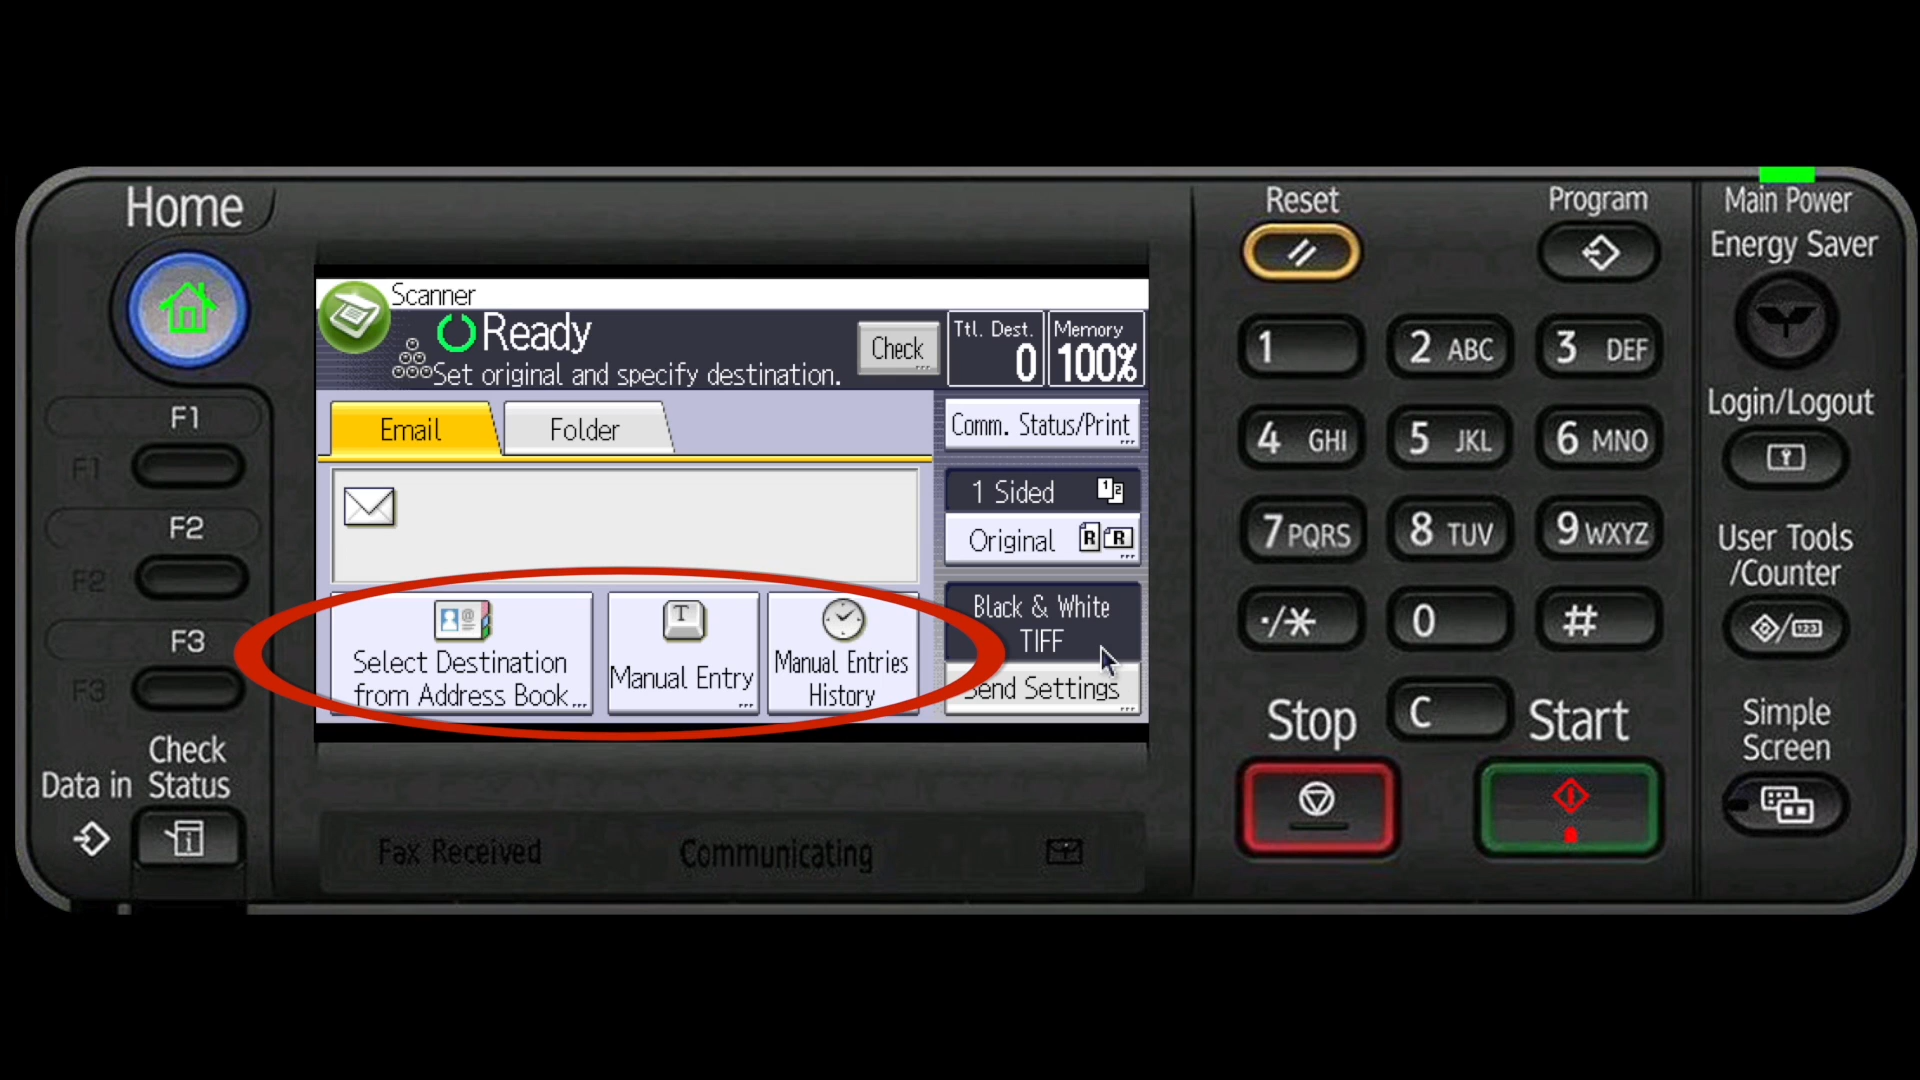 Home
F1
F1
F2
F2
F3
F3
Check
Data in Status
Scanner
Ready
Set original and specify destination.
Check
Ttl. Dest.
0
Memory
100%
Email
Folder
Comm. Status/Print
1 Sided
Original
Select Destination
from Address Book
Manual Entry
Manual Entries
History
Black & White
TIFF
Send Settings
Fax Received
Communicating
Reset
Program
1
2 ABC
3 DEF
4 GHI
5 JKL
6 MNO
7 PQRS
8 TUV
9 WXYZ
·/✳
0
#
Stop
C
Start
Main Power
Energy Saver
Login/Logout
User Tools
/Counter
123
Simple
Screen